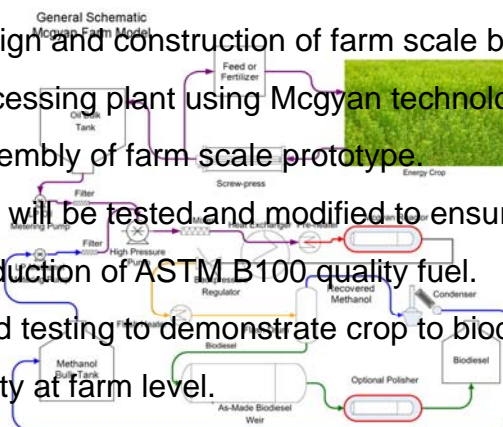 General Schematic
Mcgyan Farm Model
ign and construction of farm scale b
Feed or
Fertilizer
cessing plant using Mcgyan technolo
Oil Bulk
Tank
embly of farm scale prototype.
Screw-press
Energy Crop
Filter
will be tested and modified to ensur
Metering Pump
Heat Exchanger
Pre-heater
Reactor
Filter
High Pressure
Pump
duction of ASTM B100 quality fuel.
Regulator
Recovered
Methanol
Condenser
d testing to demonstrate crop to biod
Biodiesel
Methanol
Bulk Tank
Biodiesel
ty at farm level.
Optional Polisher
As-Made Biodiesel
Weir